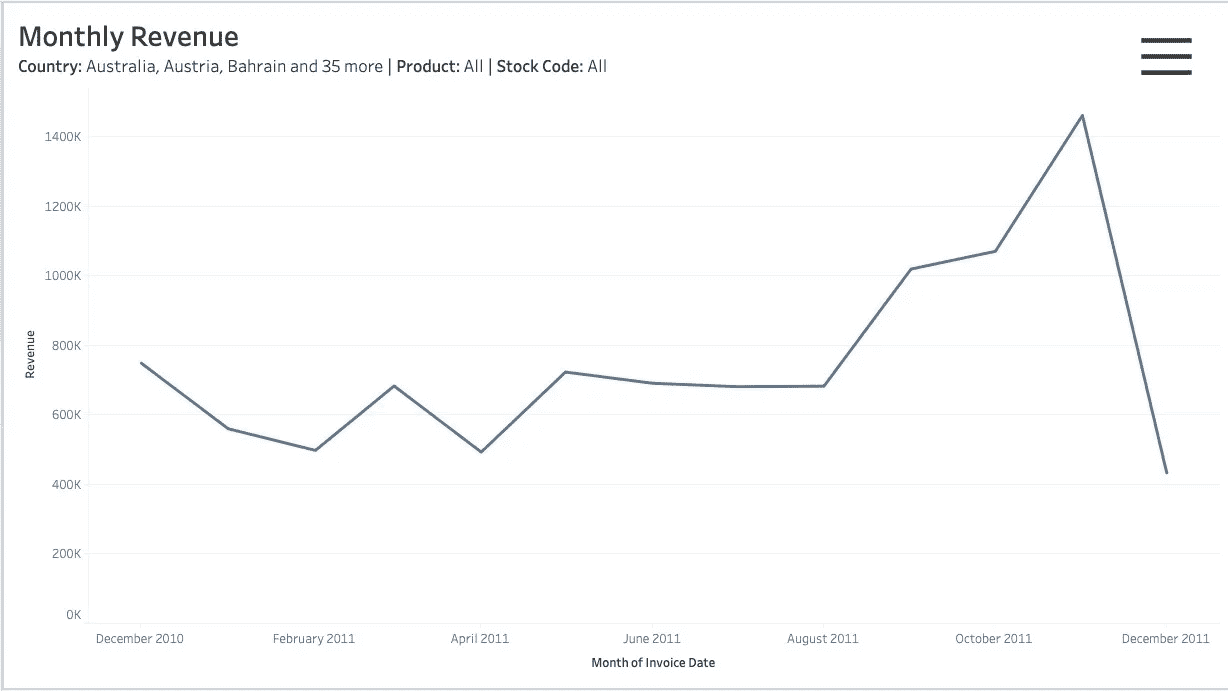 Monthly Revenue
Country: Australia, Austria, Bahrain and 35 more | Product: All | Stock Code: All
1400K
1200K
1000K
800K
600K
400K
200K
0K
Revenue
December 2010
February 2011
April 2011
June 2011
August 2011
October 2011
December 2011
Month of Invoice Date